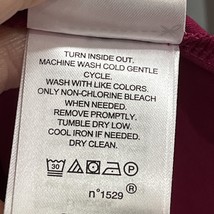 TURN INSIDE OUT.
MACHINE WASH COLD GENTLE
CYCLE.
WASH WITH LIKE COLORS.
ONLY NON-CHLORINE BLEACH
WHEN NEEDED.
REMOVE PROMPTLY.
TUMBLE DRY LOW.
COOL IRON IF NEEDED.
DRY CLEAN.
30
®
n°1529